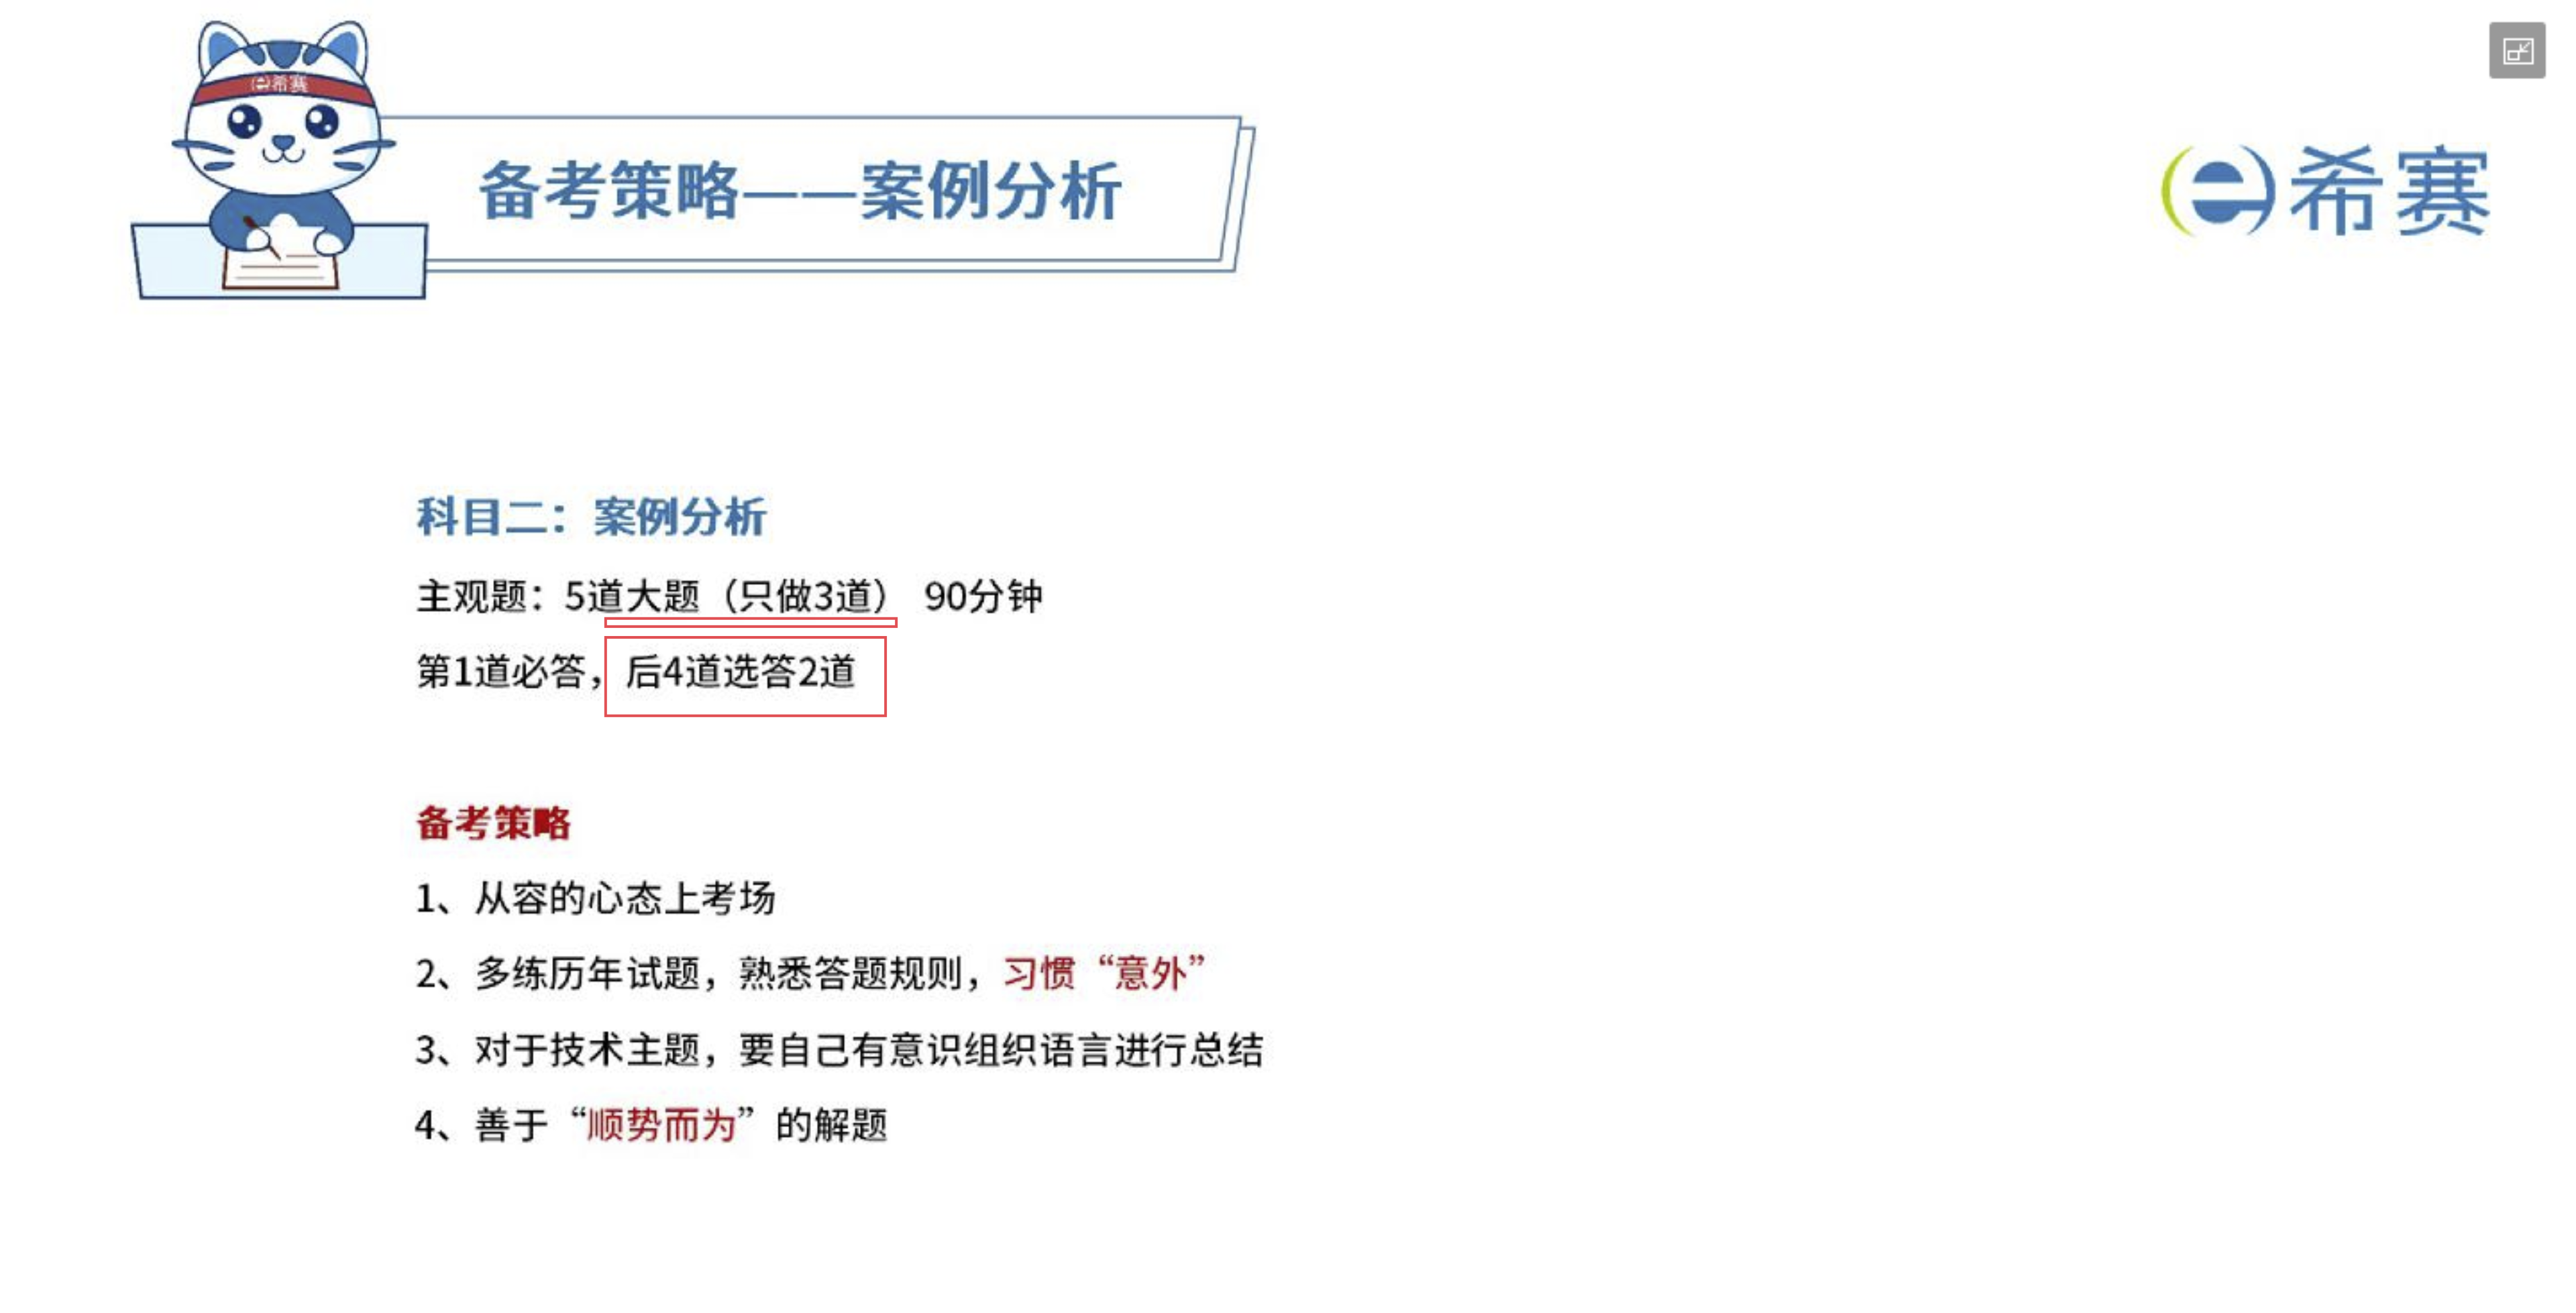 希赛
备考策略——案例分析
希赛
科目二：案例分析
主观题：5道大题（只做3道） 90分钟
第1道必答，后4道选答2道
备考策略
1、从容的心态上考场
2、多练历年试题，熟悉答题规则，习惯“意外”
3、对于技术主题，要自己有意识组织语言进行总结
4、善于“顺势而为”的解题